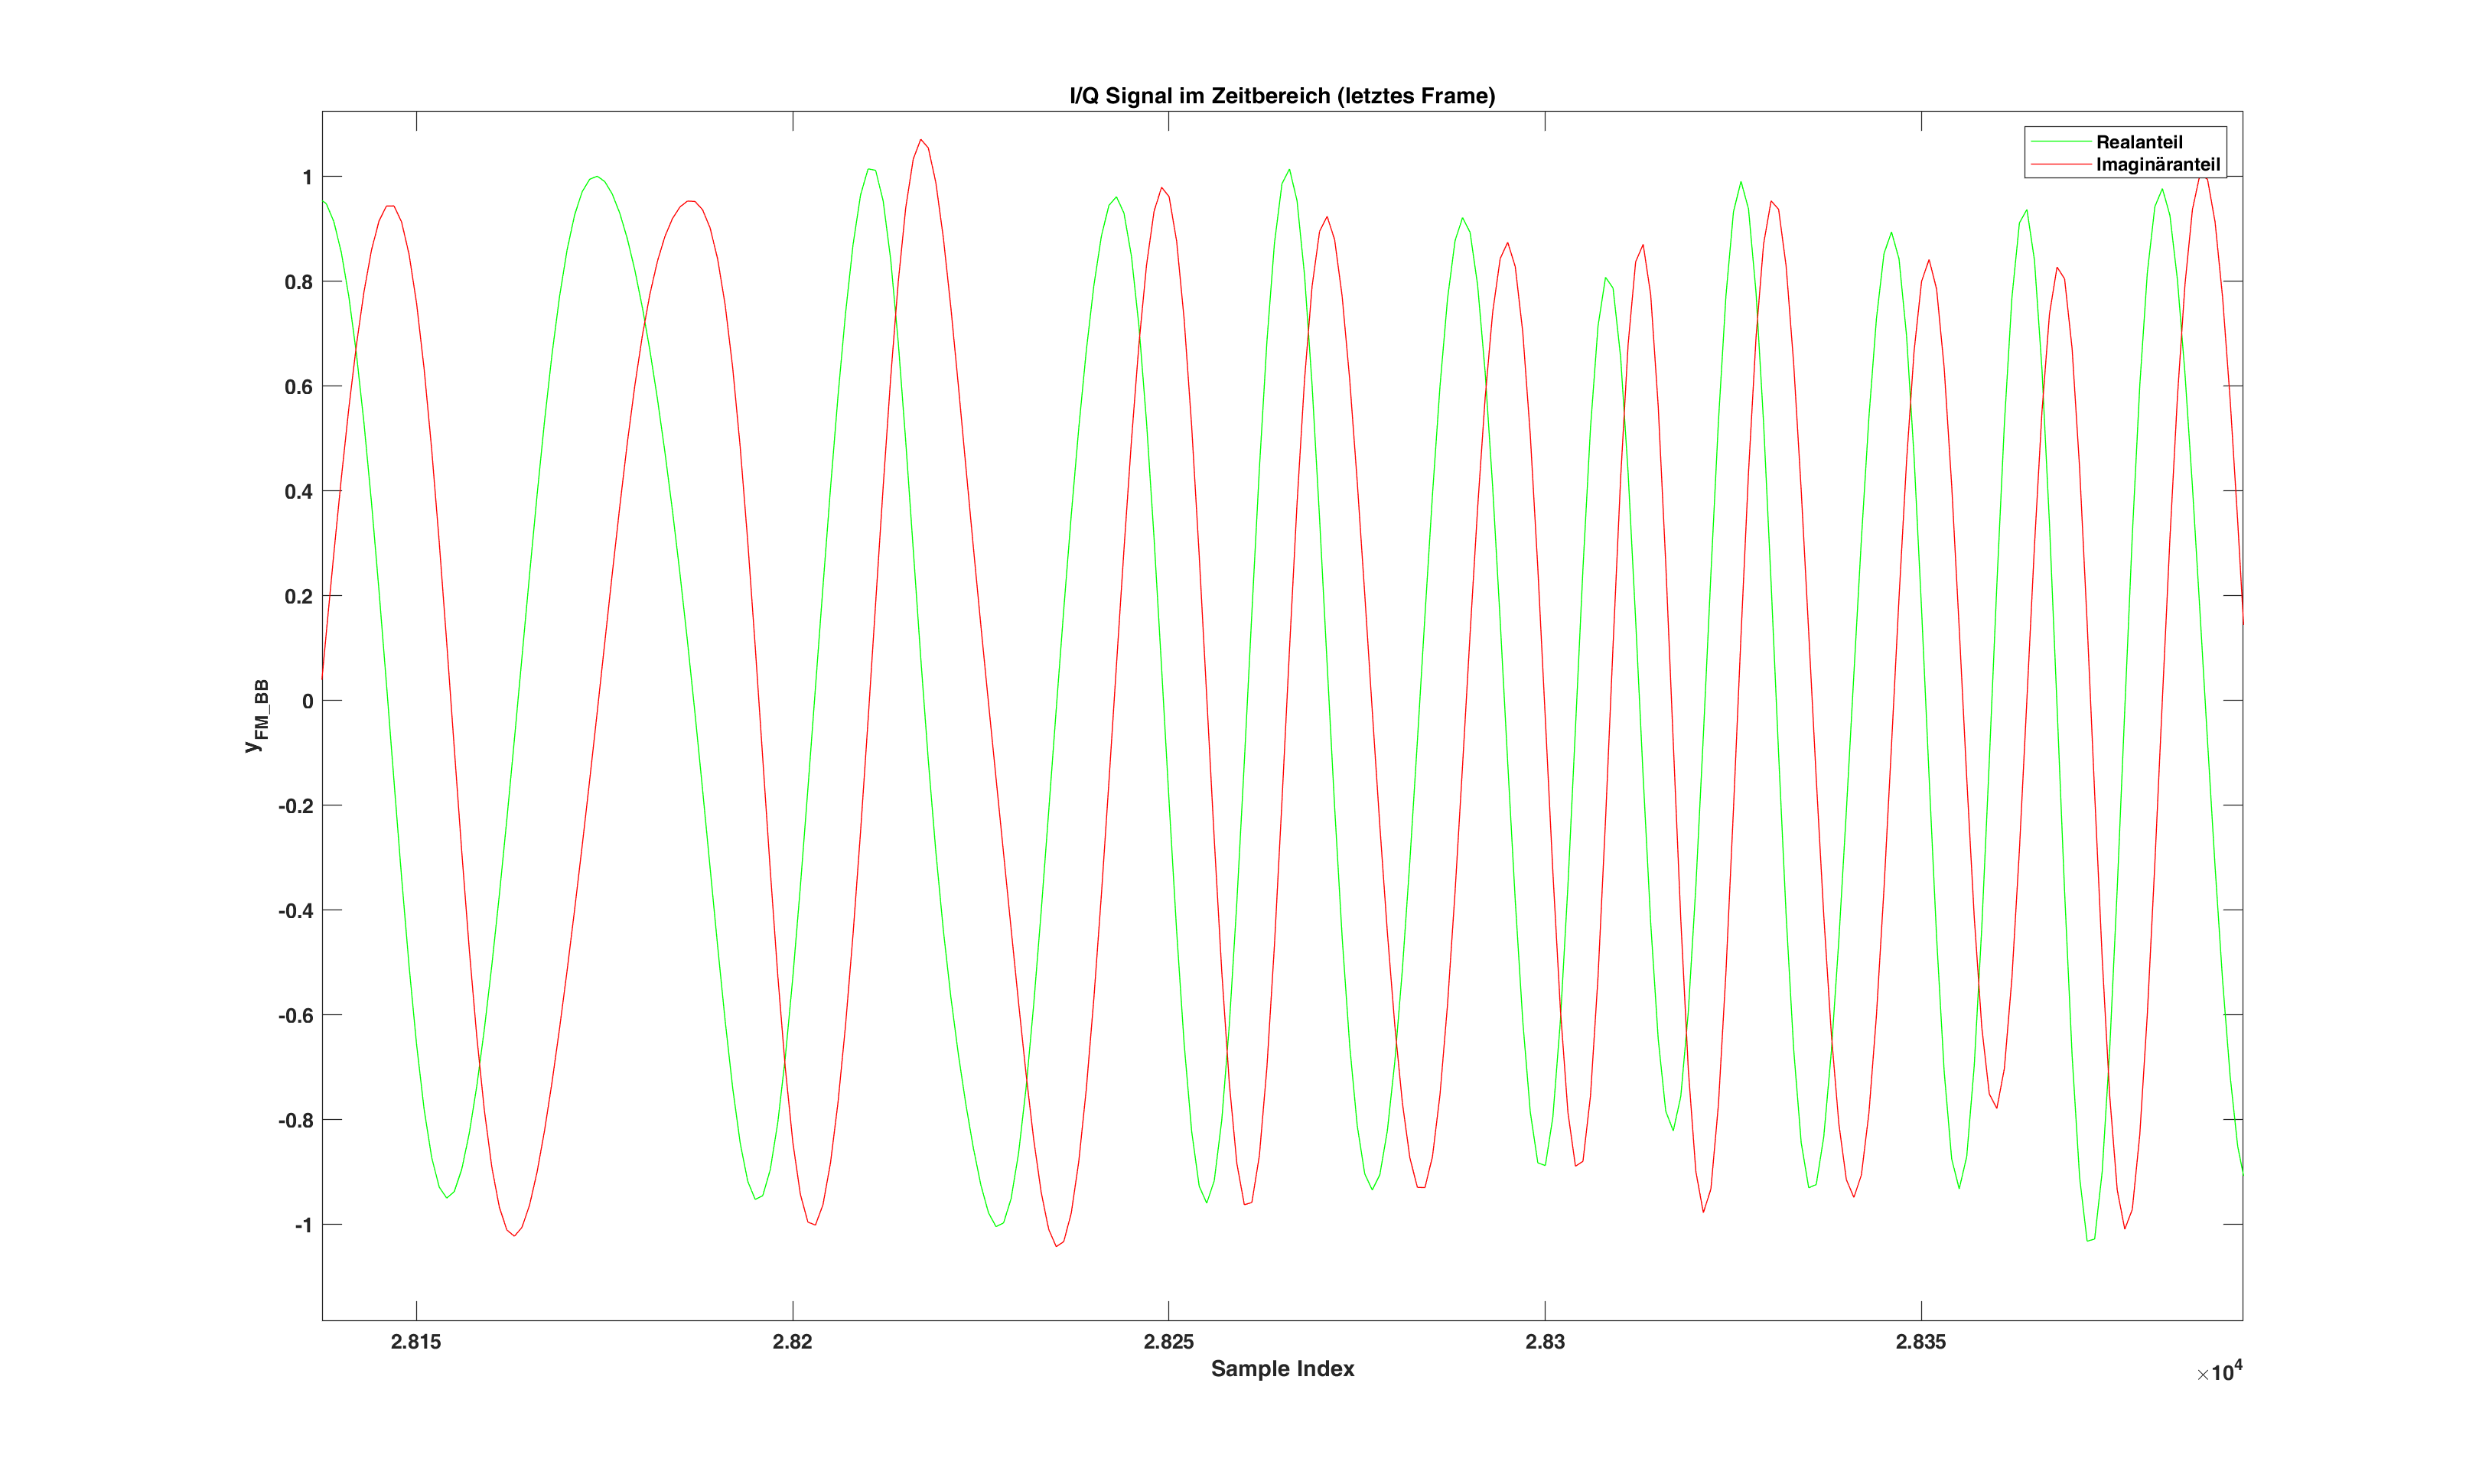 I/Q Signal im Zeitbereich (letztes Frame)
Realanteil
Imaginäranteil
1
0.8
0.6
0.4
0.2
0
-0.2
-0.4
-0.6
-0.8
-1
y_FM_BB
2.815 2.82 2.825 2.83 2.835
Sample Index
×10^4